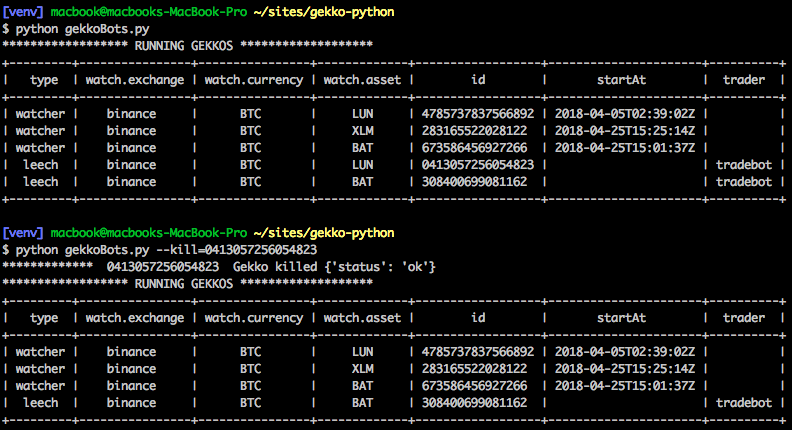 [venv] macbook@macbooks-MacBook-Pro ~/sites/gekko-python
$ python gekkoBots.py
***************** RUNNING GEKKOS ******************
+---------+----------------+----------------+-------------+------------------+----------------------+----------+
| type | watch.exchange | watch.currency | watch.asset | id | startAt | trader |
+---------+----------------+----------------+-------------+------------------+----------------------+----------+
| watcher | binance | BTC | LUN | 4785737837566892 | 2018-04-05T02:39:02Z | |
| watcher | binance | BTC | XLM | 283165522028122 | 2018-04-25T15:25:14Z | |
| watcher | binance | BTC | BAT | 673586456927266 | 2018-04-25T15:01:37Z | |
| leech | binance | BTC | LUN | 0413057256054823 | | tradebot |
| leech | binance | BTC | BAT | 308400699081162 | | tradebot |
+---------+----------------+----------------+-------------+------------------+----------------------+----------+
[venv] macbook@macbooks-MacBook-Pro ~/sites/gekko-python
$ python gekkoBots.py --kill=0413057256054823
************* 0413057256054823 Gekko killed {'status': 'ok'}
***************** RUNNING GEKKOS ******************
+---------+----------------+----------------+-------------+------------------+----------------------+----------+
| type | watch.exchange | watch.currency | watch.asset | id | startAt | trader |
+---------+----------------+----------------+-------------+------------------+----------------------+----------+
| watcher | binance | BTC | LUN | 4785737837566892 | 2018-04-05T02:39:02Z | |
| watcher | binance | BTC | XLM | 283165522028122 | 2018-04-25T15:25:14Z | |
| watcher | binance | BTC | BAT | 673586456927266 | 2018-04-25T15:01:37Z | |
| leech | binance | BTC | BAT | 308400699081162 | | tradebot |
+---------+----------------+----------------+-------------+------------------+----------------------+----------+